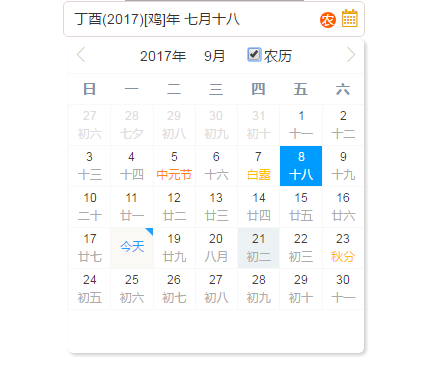 丁酉(2017)[鸡]年 七月十八 农
2017年 9月 农历
日 一 二 三 四 五 六
27 28 29 30 31 1 2
初六 七夕 初八 初九 初十 十一 十二
3 4 5 6 7 8 9
十三 十四 中元节 十六 白露 十八 十九
10 11 12 13 14 15 16
二十 廿一 廿二 廿三 廿四 廿五 廿六
17 今天 19 20 21 22 23
廿七 廿九 八月 初二 初三 秋分
24 25 26 27 28 29 30
初五 初六 初七 初八 初九 初十 十一